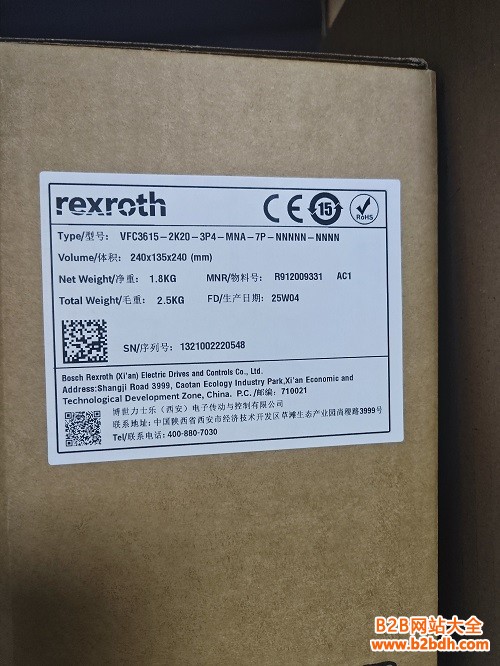 rexroth
CE 15 RoHS
Type/型号: VFC3615-2K20-3P4-MNA-7P-NNNNN-NNNN
Volume/体积: 240x135x240 (mm)
Net Weight/净重: 1.8KG MNR/物料号: R912009331 AC1
Total Weight/毛重: 2.5KG FD/生产日期: 25W04
SN/序列号: 1321002220548
Bosch Rexroth (Xi'an) Electric Drives and Controls Co., Ltd.
Address:Shangji Road 3999, Caotan Ecology Industry Park,Xi'an Economic and
Technological Development Zone, China. P.C./邮编: 710021
博世力士乐 (西安) 电子传动与控制有限公司
联系地址: 中国陕西省西安市经济技术开发区草滩生态产业园尚稷路3999号
Tel/联系电话: 400-880-7030
B2B网站大全
www.b2bdh.com